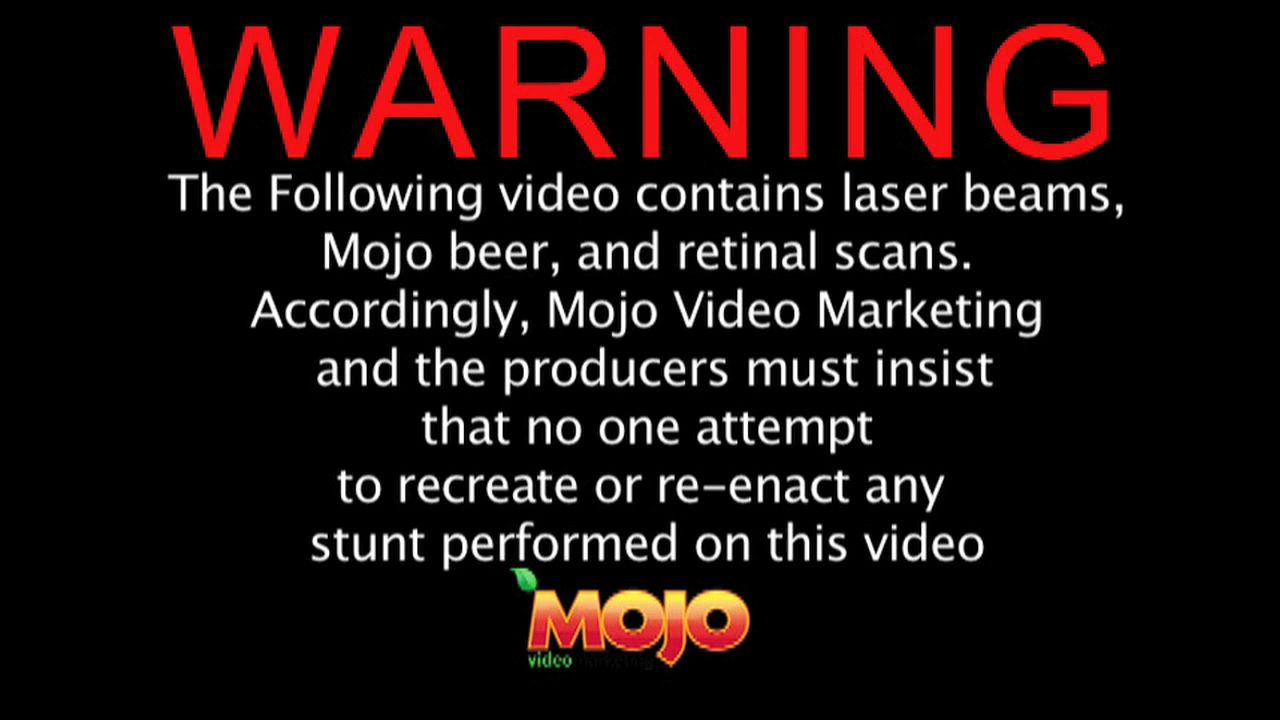 WARNING
The Following video contains laser beams,
Mojo beer, and retinal scans.
Accordingly, Mojo Video Marketing
and the producers must insist
that no one attempt
to recreate or re-enact any
stunt performed on this video
MOJO
video marketing